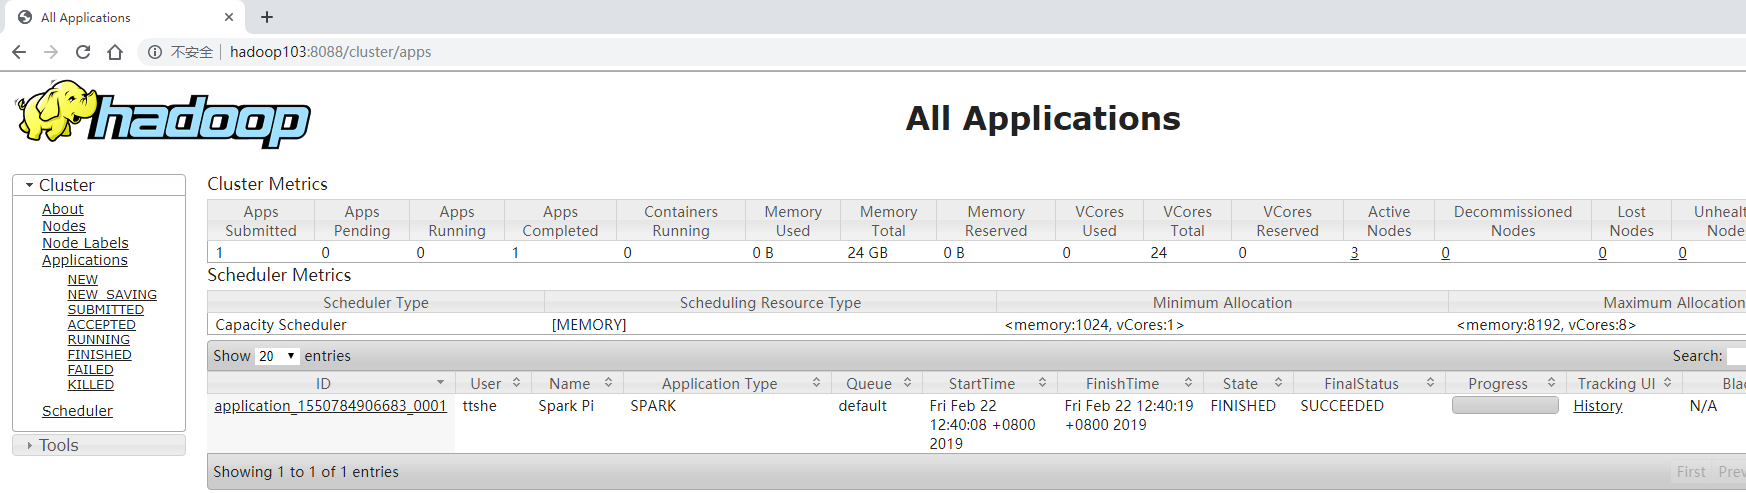 All Applications
不安全 | hadoop103:8088/cluster/apps
hadoop
All Applications
Cluster
About
Nodes
Node Labels
Applications
NEW
NEW_SAVING
SUBMITTED
ACCEPTED
RUNNING
FINISHED
FAILED
KILLED
Scheduler
Tools
Cluster Metrics
Apps Submitted Apps Pending Apps Running Apps Completed Containers Running Memory Used Memory Total Memory Reserved VCores Used VCores Total VCores Reserved Active Nodes Decommissioned Nodes Lost Nodes Unhealt Node
1 0 0 1 0 0 B 24 GB 0 B 0 24 0 3 0 0 0
Scheduler Metrics
Scheduler Type Scheduling Resource Type Minimum Allocation Maximum Allocation
Capacity Scheduler [MEMORY] <memory:1024, vCores:1> <memory:8192, vCores:8>
Show 20 entries Search:
ID User Name Application Type Queue StartTime FinishTime State FinalStatus Progress Tracking UI Blac
application_1550784906683_0001 ttshe Spark Pi SPARK default Fri Feb 22 12:40:08 +0800 2019 Fri Feb 22 12:40:19 +0800 2019 FINISHED SUCCEEDED History N/A
Showing 1 to 1 of 1 entries First Prev